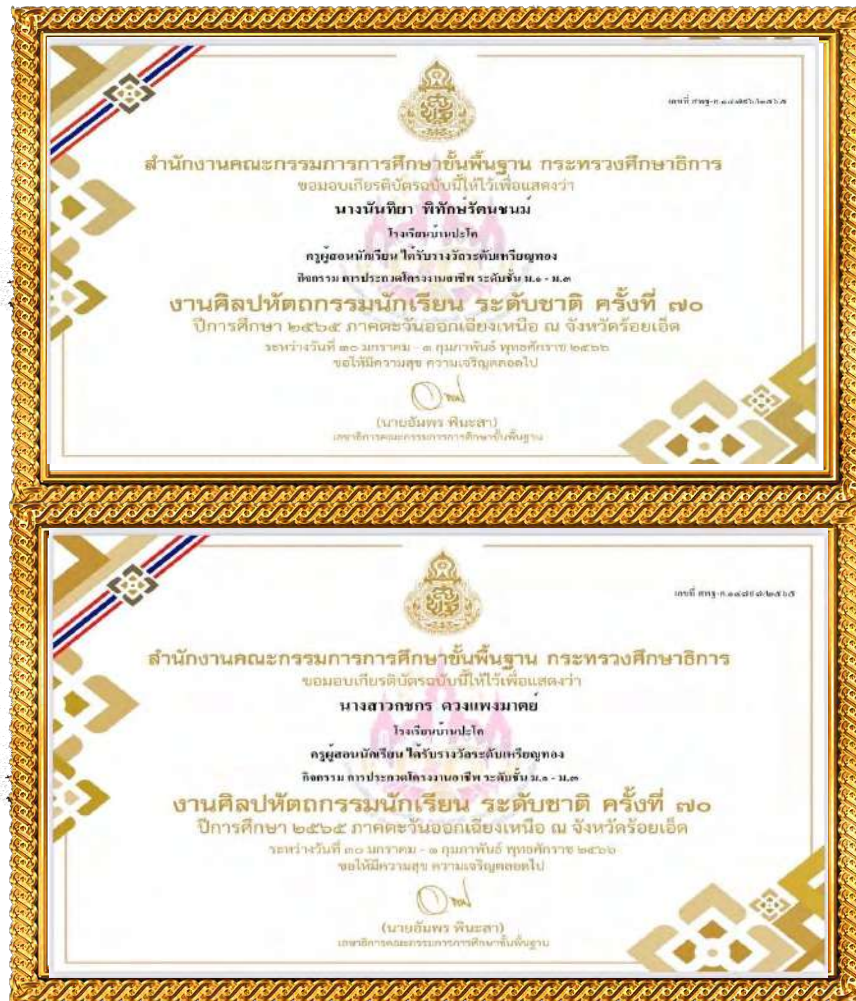 สำนักงานคณะกรรมการการศึกษาขั้นพื้นฐาน กระทรวงศึกษาธิการ
ขอมอบเกียรติบัตรฉบับนี้ให้ไว้เพื่อแสดงว่า
นางนันทิยา พิทักษ์รัตนชนม์
โรงเรียนบ้านปะโค
ครูผู้สอนนักเรียน ได้รับรางวัลระดับเหรียญทอง
กิจกรรม การประกวดโครงงานอาชีพ ระดับชั้น ม.๑ - ม.๓
งานศิลปหัตถกรรมนักเรียน ระดับชาติ ครั้งที่ ๗๐
ปีการศึกษา ๒๕๖๕ ภาคตะวันออกเฉียงเหนือ ณ จังหวัดร้อยเอ็ด
ระหว่างวันที่ ๓๐ มกราคม - ๑ กุมภาพันธ์ พุทธศักราช ๒๕๖๖
ขอให้มีความสุข ความเจริญตลอดไป
(นายอัมพร พินะสา)
เลขาธิการคณะกรรมการการศึกษาขั้นพื้นฐาน
สำนักงานคณะกรรมการการศึกษาขั้นพื้นฐาน กระทรวงศึกษาธิการ
ขอมอบเกียรติบัตรฉบับนี้ให้ไว้เพื่อแสดงว่า
นางสาวกชกร ดวงแพงมาตย์
โรงเรียนบ้านปะโค
ครูผู้สอนนักเรียน ได้รับรางวัลระดับเหรียญทอง
กิจกรรม การประกวดโครงงานอาชีพ ระดับชั้น ม.๑ - ม.๓
งานศิลปหัตถกรรมนักเรียน ระดับชาติ ครั้งที่ ๗๐
ปีการศึกษา ๒๕๖๕ ภาคตะวันออกเฉียงเหนือ ณ จังหวัดร้อยเอ็ด
ระหว่างวันที่ ๓๐ มกราคม - ๑ กุมภาพันธ์ พุทธศักราช ๒๕๖๖
ขอให้มีความสุข ความเจริญตลอดไป
(นายอัมพร พินะสา)
เลขาธิการคณะกรรมการการศึกษาขั้นพื้นฐาน